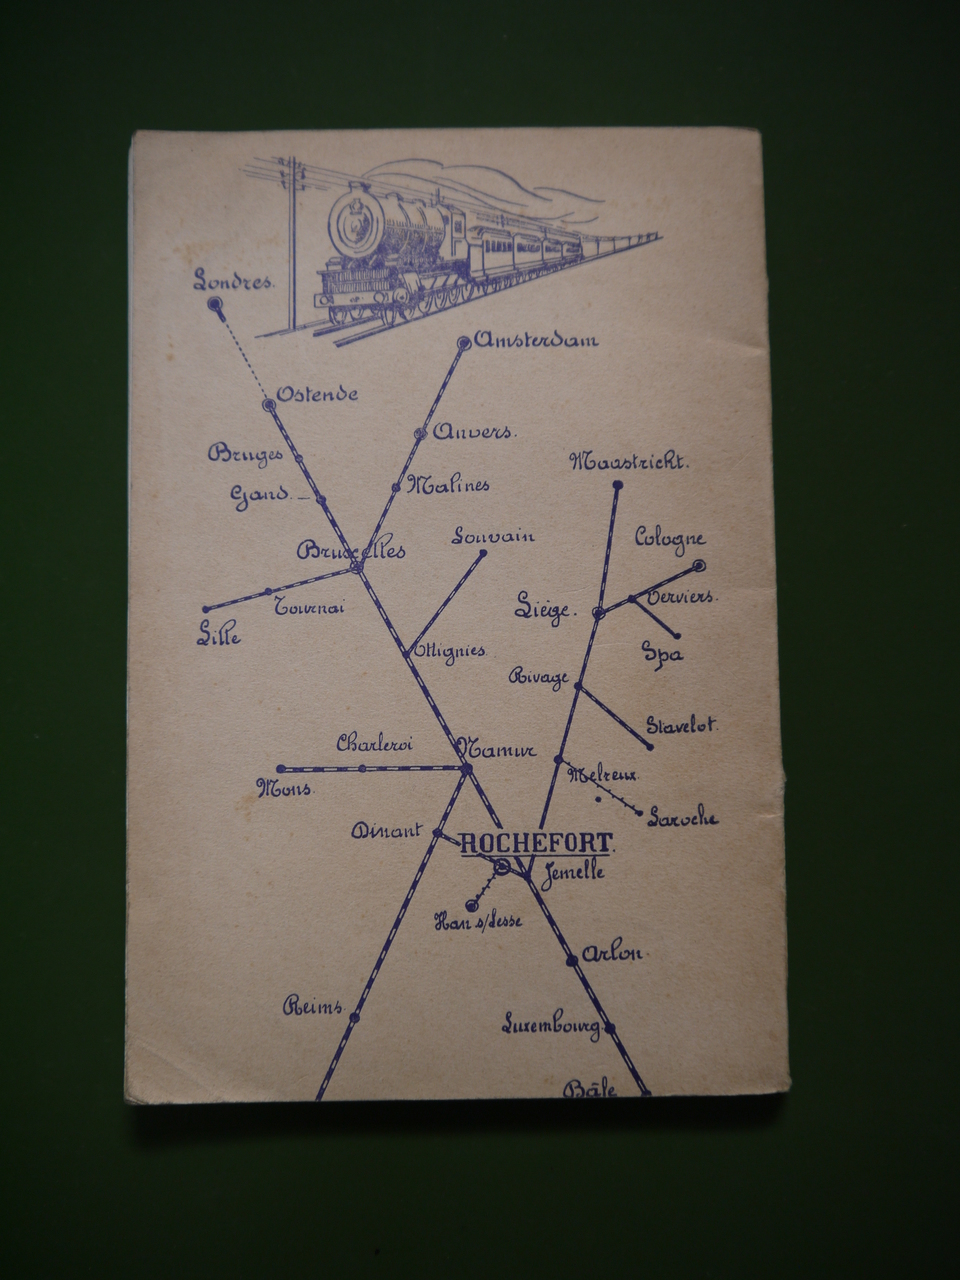 Londres.
Amsterdam
Ostende
Anvers.
Bruges
Maastricht.
Gand.
Malines
Louvain
Cologne
Bruxelles
Verviers.
Tournai
Liége.
Lille
Ottignies
Spa
Rivage
Stavelot.
Charleroi
Namur
Melreux.
Mons.
Laroche
Dinant
ROCHEFORT.
Jemelle
Han s/Lesse
Arlon.
Reims.
Luxembourg
Bâle